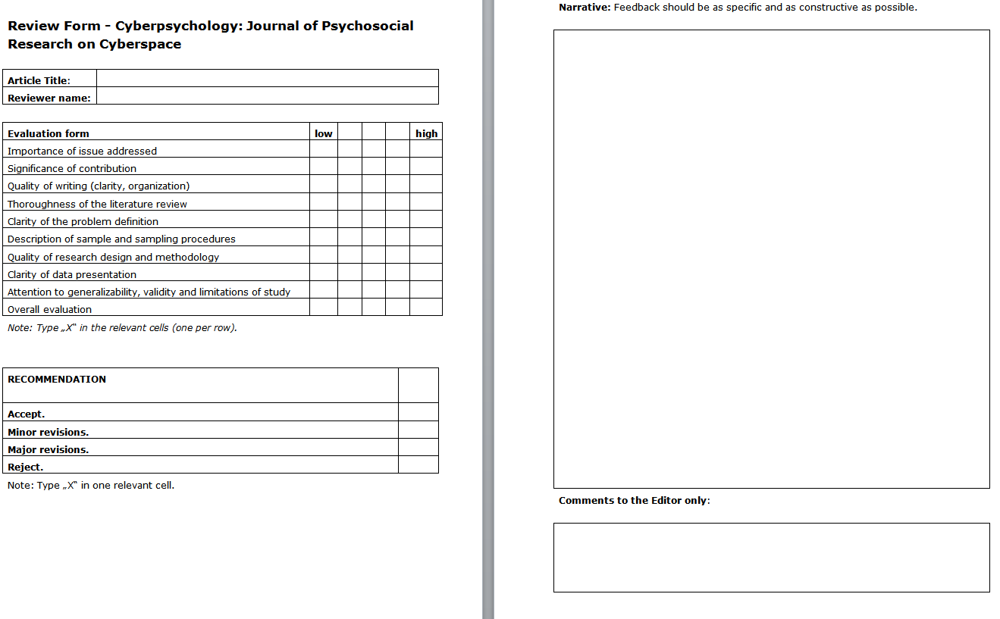 Review Form - Cyberpsychology: Journal of Psychosocial
Research on Cyberspace
Article Title:
Reviewer name:
Evaluation form low high
Importance of issue addressed
Significance of contribution
Quality of writing (clarity, organization)
Thoroughness of the literature review
Clarity of the problem definition
Description of sample and sampling procedures
Quality of research design and methodology
Clarity of data presentation
Attention to generalizability, validity and limitations of study
Overall evaluation
Note: Type „X‟ in the relevant cells (one per row).
RECOMMENDATION
Accept.
Minor revisions.
Major revisions.
Reject.
Note: Type „X‟ in one relevant cell.
Narrative: Feedback should be as specific and as constructive as possible.
Comments to the Editor only: